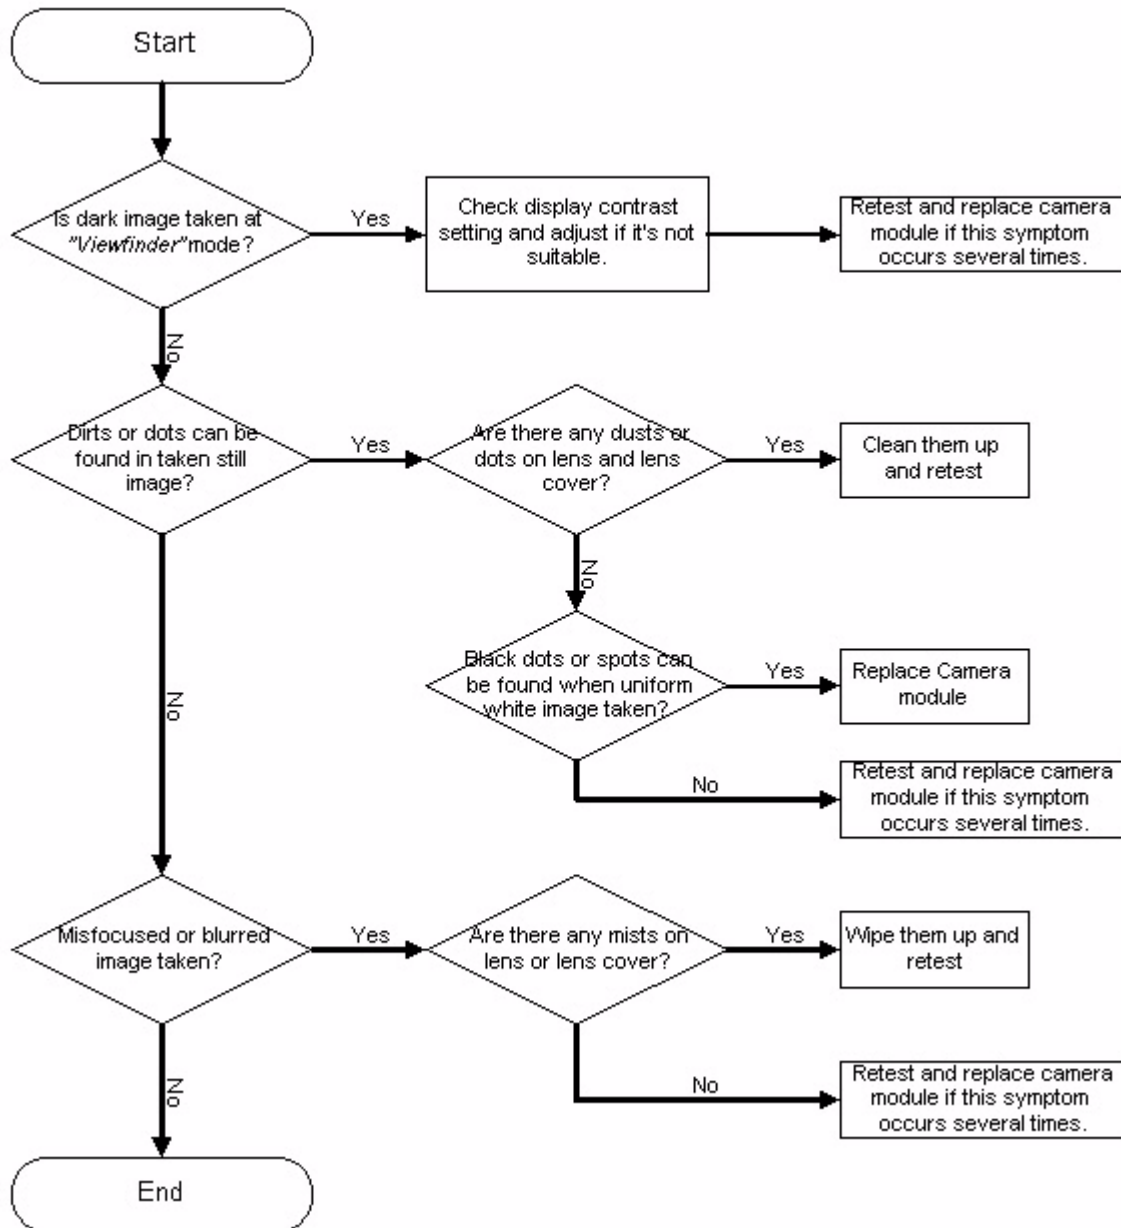 Start
Is dark image taken at
"Viewfinder"mode?
Yes
Check display contrast
setting and adjust if it's not
suitable.
Retest and replace camera
module if this symptom
occurs several times.
No
Dirts or dots can be
found in taken still
image?
Yes
Are there any dusts or
dots on lens and lens
cover?
Yes
Clean them up
and retest
No
Black dots or spots can
be found when uniform
white image taken?
Yes
Replace Camera
module
No
Retest and replace camera
module if this symptom
occurs several times.
No
Misfocused or blurred
image taken?
Yes
Are there any mists on
lens or lens cover?
Yes
Wipe them up and
retest
No
Retest and replace camera
module if this symptom
occurs several times.
No
End